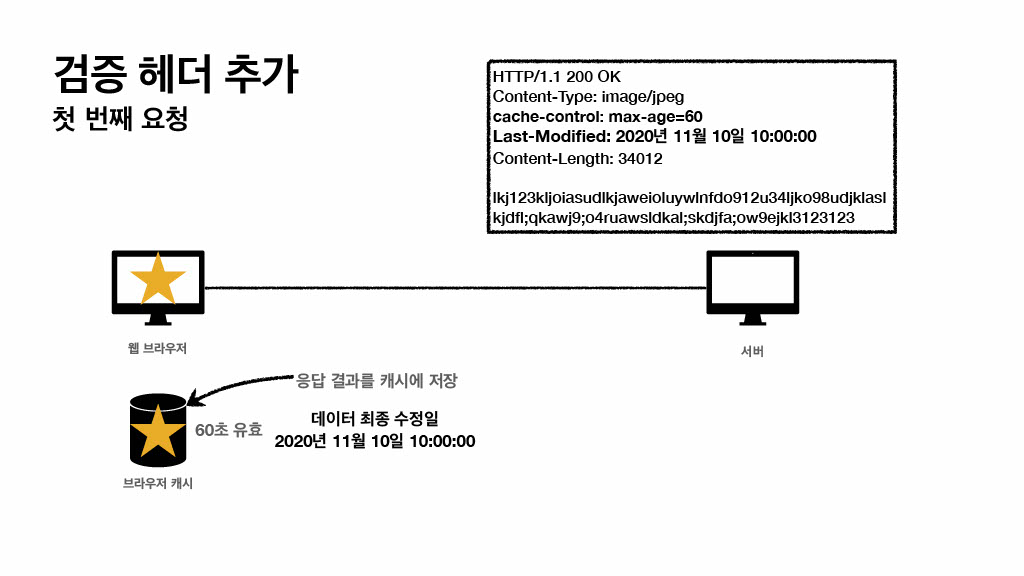 검증 헤더 추가
첫 번째 요청
HTTP/1.1 200 OK
Content-Type: image/jpeg
cache-control: max-age=60
Last-Modified: 2020년 11월 10일 10:00:00
Content-Length: 34012
lkj123kljoiasudlkjaweioluywlnfdo912u34ljko98udjklasl
kjdfl;qkawj9;o4ruawsldkal;skdjfa;ow9ejkl3123123
웹 브라우저
서버
응답 결과를 캐시에 저장
60초 유효
데이터 최종 수정일
2020년 11월 10일 10:00:00
브라우저 캐시